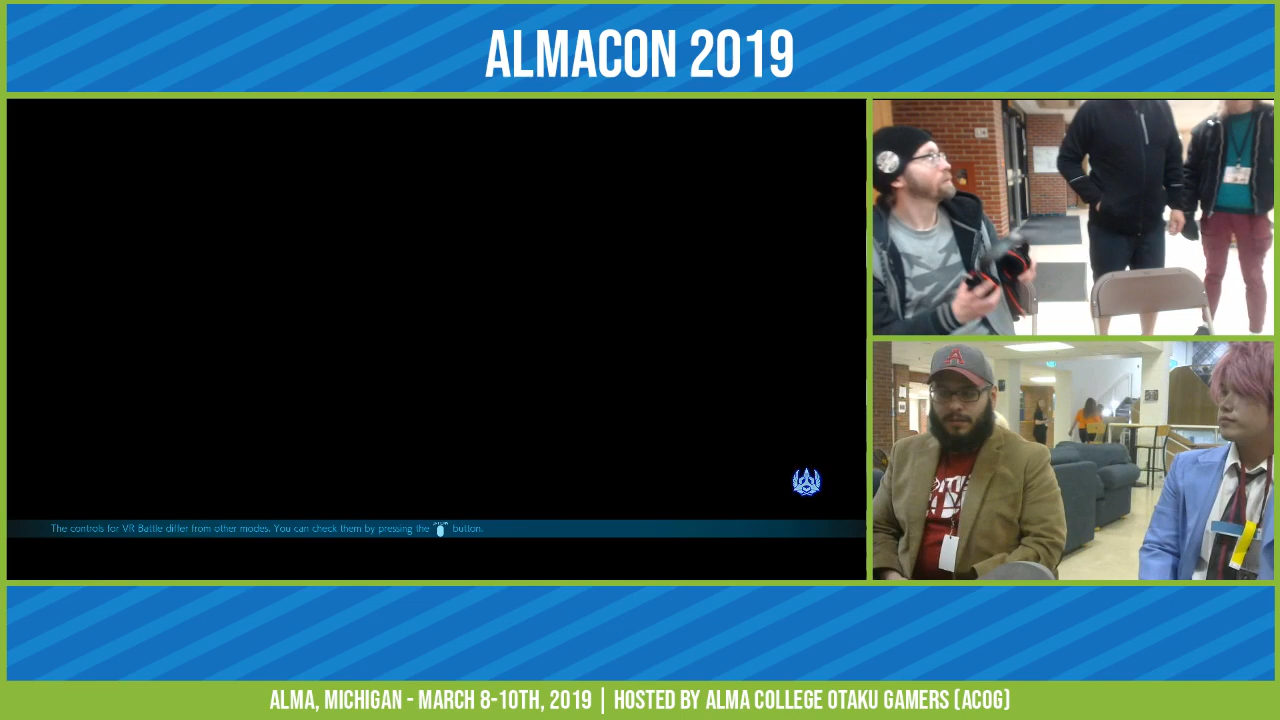 ALMACON 2019
The controls for VR Battle differ from other modes. You can check them by pressing the button.
A
ALMA, MICHIGAN - MARCH 8-10TH, 2019 | HOSTED BY ALMA COLLEGE OTAKU GAMERS (ACOG)